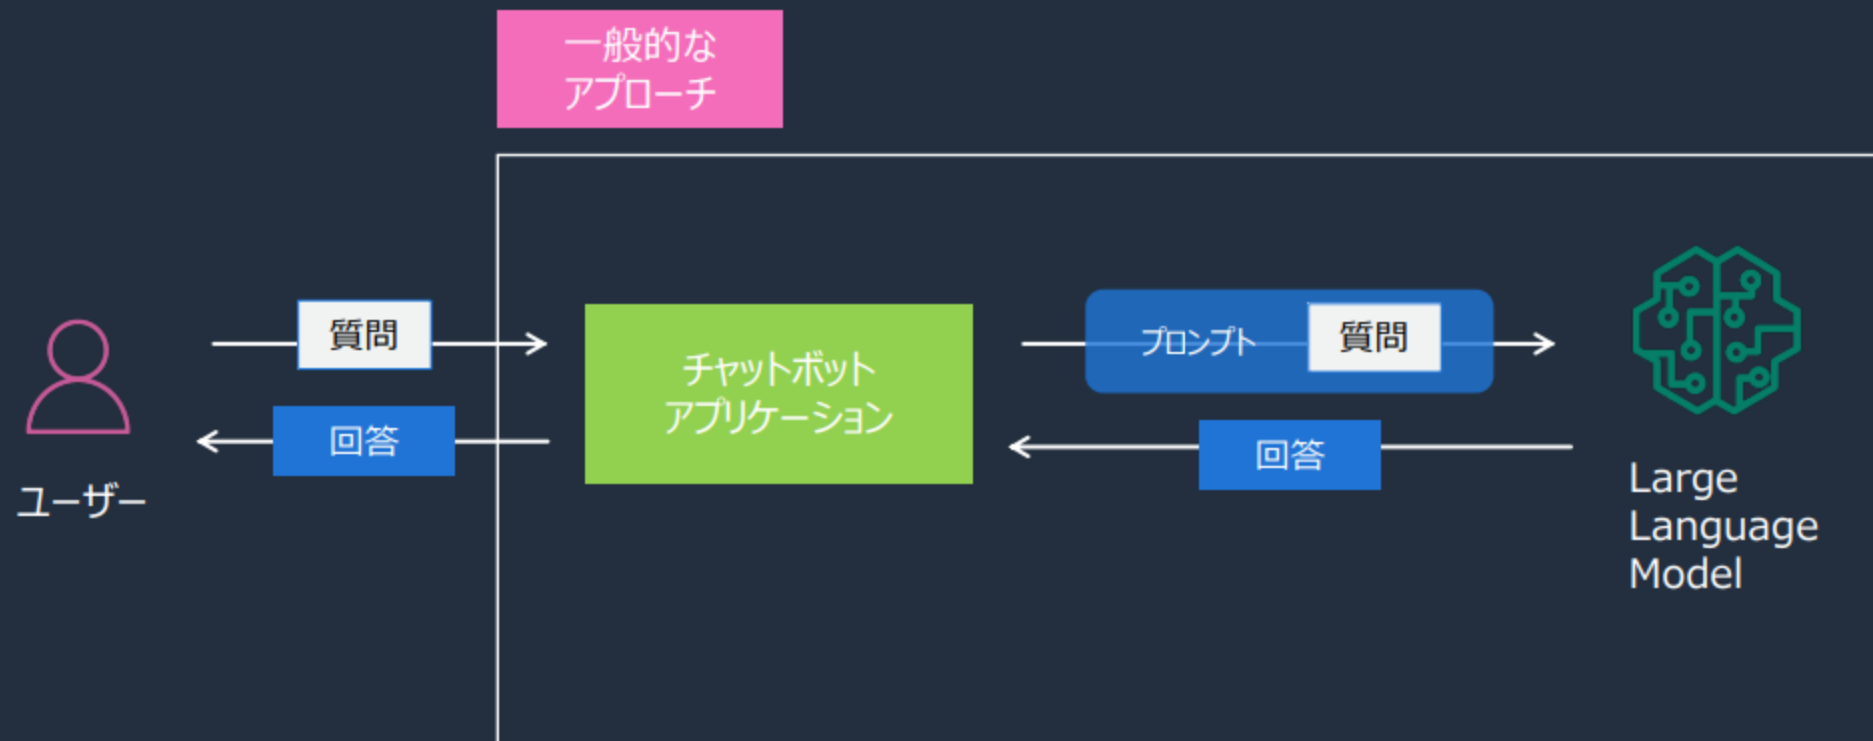 一般的な
アプローチ
質問
回答
ユーザー
チャットボット
アプリケーション
プロンプト
質問
回答
Large
Language
Model